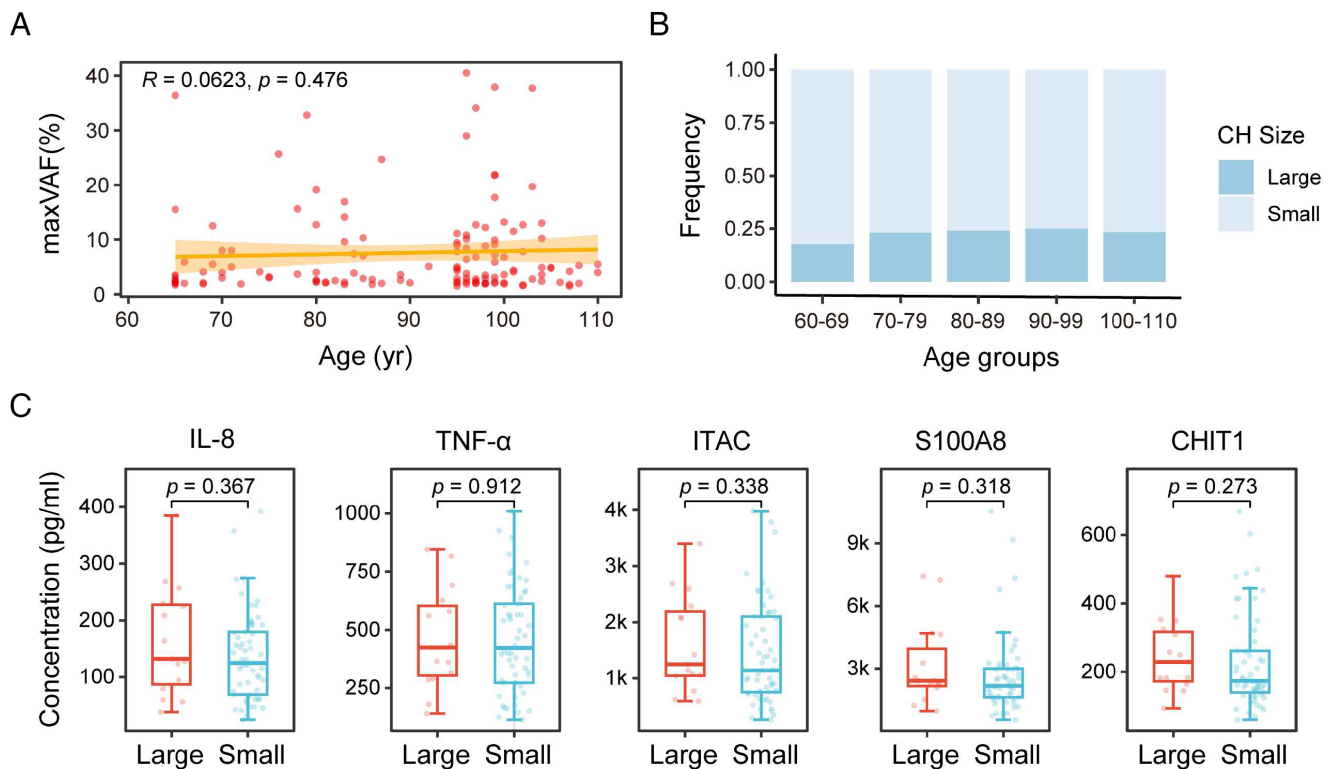 A
R = 0.0623, p = 0.476
maxVAF(%)
40
30
20
10
0
60 70 80 90 100 110
Age (yr)
B
Frequency
1.00
0.75
0.50
0.25
0.00
60-69 70-79 80-89 90-99 100-110
Age groups
CH Size
Large
Small
C
Concentration (pg/ml)
IL-8
p = 0.367
400
300
200
100
Large Small
TNF-α
p = 0.912
1000
750
500
250
Large Small
ITAC
p = 0.338
4k
3k
2k
1k
Large Small
S100A8
p = 0.318
9k
6k
3k
Large Small
CHIT1
p = 0.273
600
400
200
Large Small